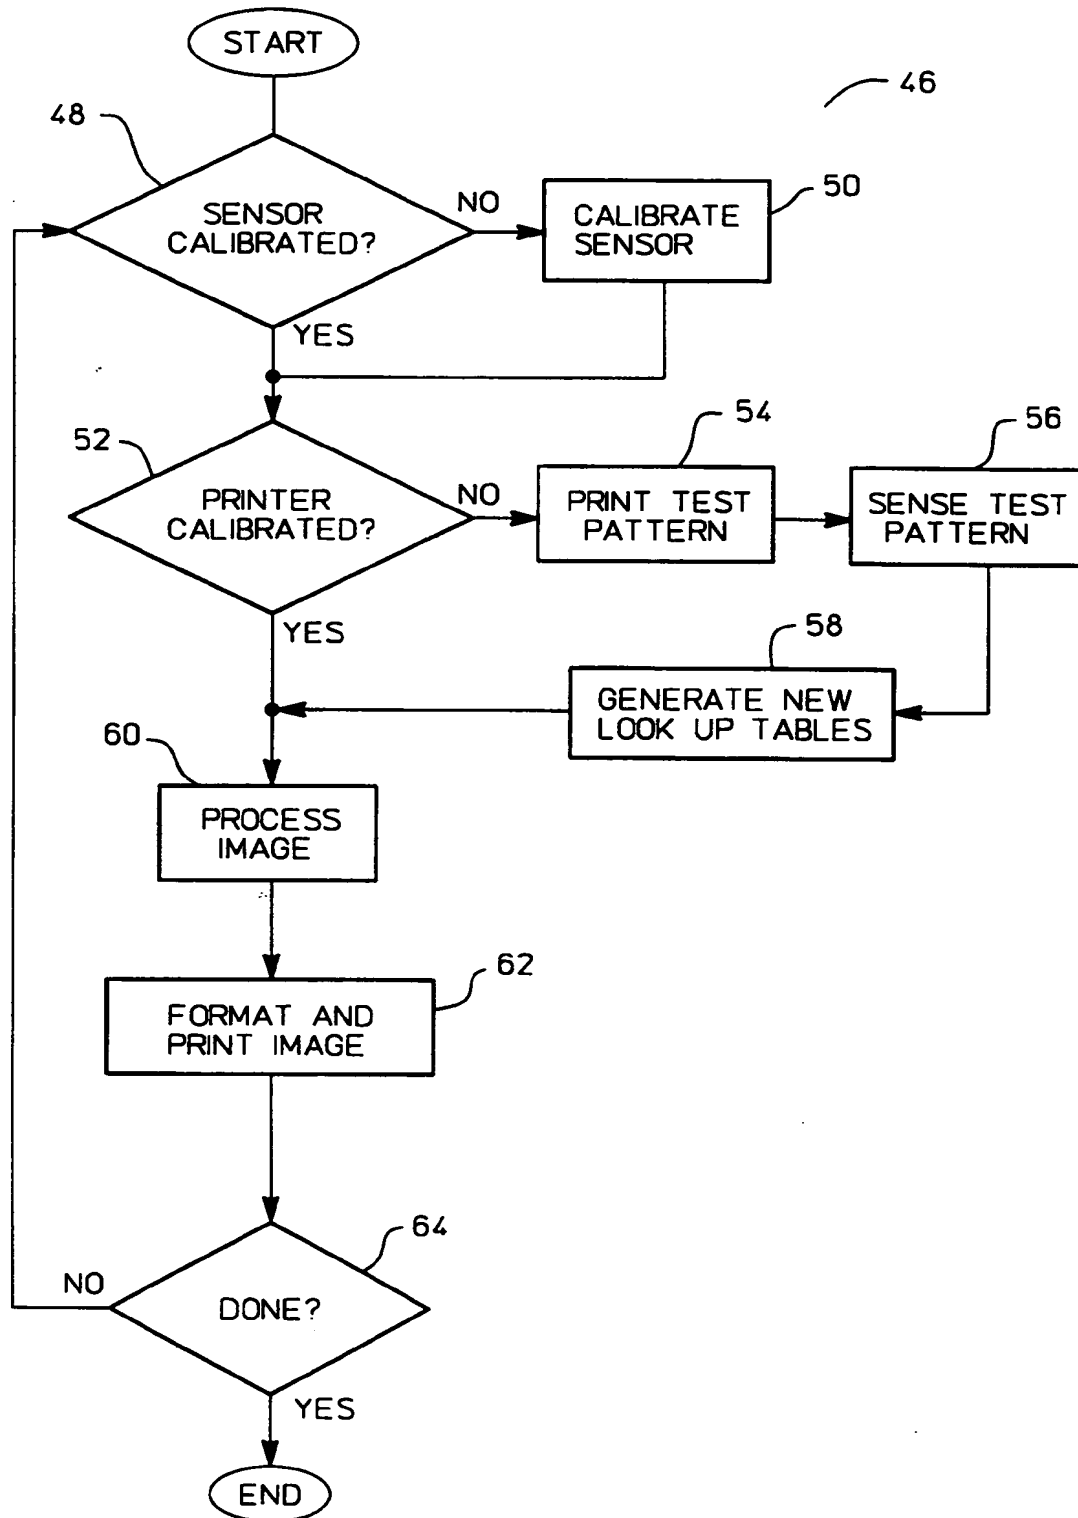 START
46
48
SENSOR
CALIBRATED?
NO
50
CALIBRATE
SENSOR
YES
52
PRINTER
CALIBRATED?
NO
54
PRINT TEST
PATTERN
56
SENSE TEST
PATTERN
YES
58
GENERATE NEW
LOOK UP TABLES
60
PROCESS
IMAGE
62
FORMAT AND
PRINT IMAGE
64
NO
DONE?
YES
END